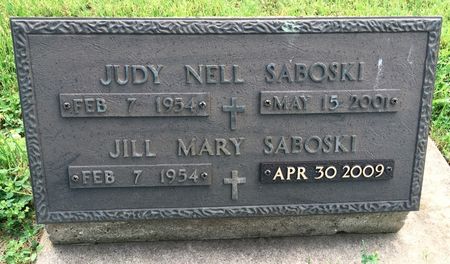 JUDY NELL SABOSKI
FEB 7 1954 MAY 15 2001
JILL MARY SABOSKI
FEB 7 1954 APR 30 2009